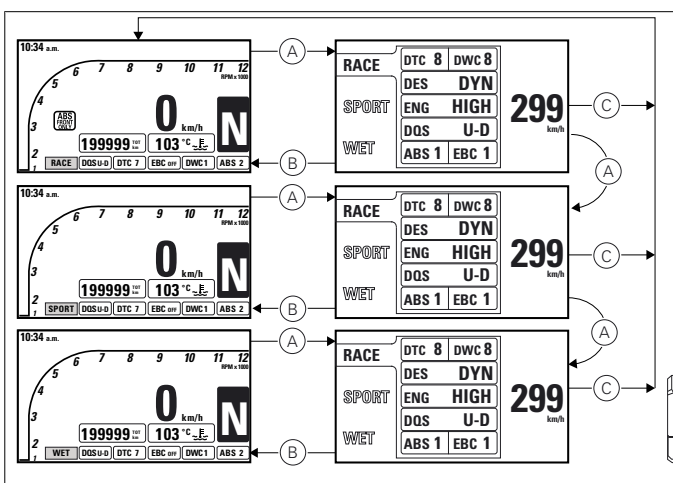 10:34 a.m.
1 2 3 4 5 6 7 8 9 10 11 12
RPM x 1000
ABS
FRONT
ONLY
0 km/h
N
199999 TOT km
103 °C
RACE DQS U-D DTC 7 EBC OFF DWC 1 ABS 2
A
B
RACE
SPORT
WET
DTC 8 DWC 8
DES DYN
ENG HIGH
DQS U-D
ABS 1 EBC 1
299
km/h
C
A
10:34 a.m.
1 2 3 4 5 6 7 8 9 10 11 12
RPM x 1000
0 km/h
N
199999 TOT km
103 °C
SPORT DQS U-D DTC 7 EBC OFF DWC 1 ABS 2
A
B
RACE
SPORT
WET
DTC 8 DWC 8
DES DYN
ENG HIGH
DQS U-D
ABS 1 EBC 1
299
km/h
C
A
10:34 a.m.
1 2 3 4 5 6 7 8 9 10 11 12
RPM x 1000
0 km/h
N
199999 TOT km
103 °C
WET DQS U-D DTC 7 EBC OFF DWC 1 ABS 2
A
B
RACE
SPORT
WET
DTC 8 DWC 8
DES DYN
ENG HIGH
DQS U-D
ABS 1 EBC 1
299
km/h
C